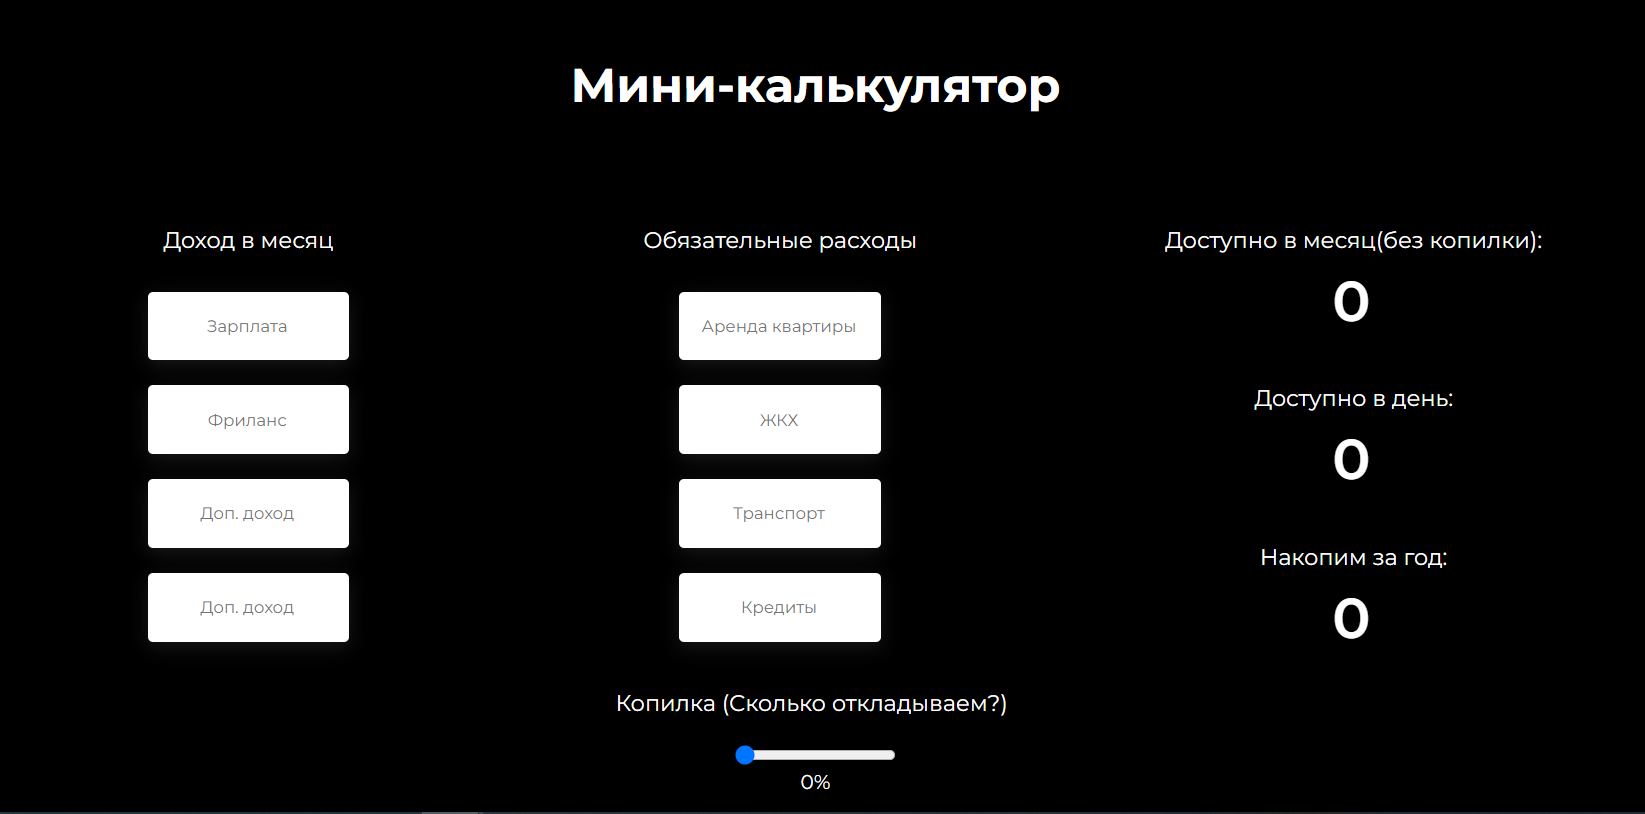 Мини-калькулятор
Доход в месяц
Зарплата
Фриланс
Доп. доход
Доп. доход
Обязательные расходы
Аренда квартиры
ЖКХ
Транспорт
Кредиты
Доступно в месяц(без копилки):
0
Доступно в день:
0
Накопим за год:
0
Копилка (Сколько откладываем?)
0%